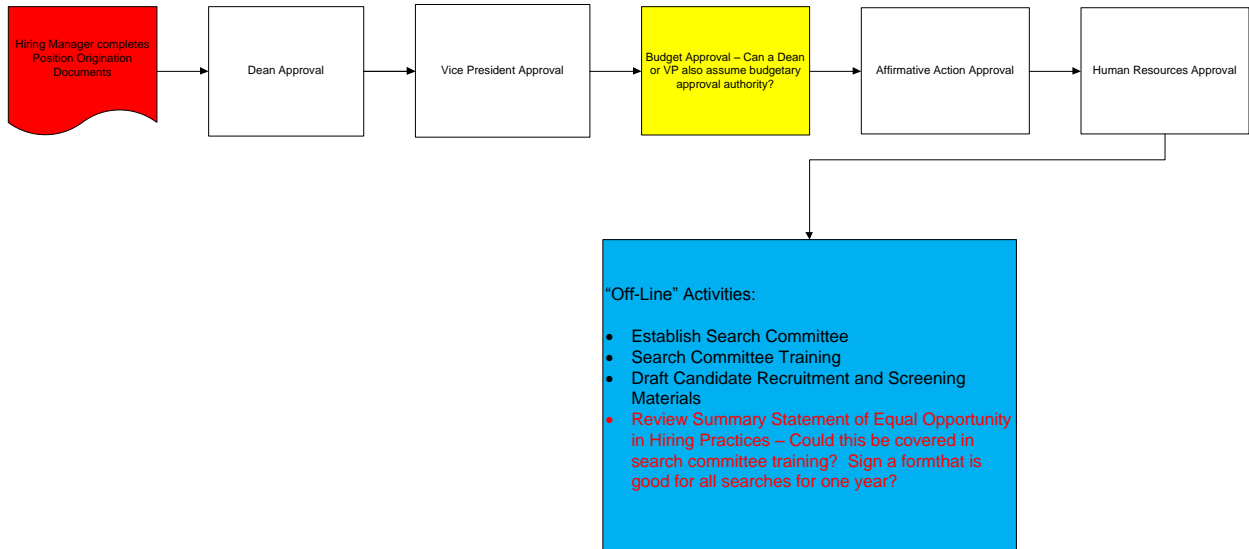 Hiring Manager completes
Position Origination
Documents
Dean Approval
Vice President Approval
Budget Approval – Can a Dean
or VP also assume budgetary
approval authority?
Affirmative Action Approval
Human Resources Approval
“Off-Line” Activities:
• Establish Search Committee
• Search Committee Training
• Draft Candidate Recruitment and Screening
Materials
• Review Summary Statement of Equal Opportunity
in Hiring Practices – Could this be covered in
search committee training?  Sign a formthat is
good for all searches for one year?